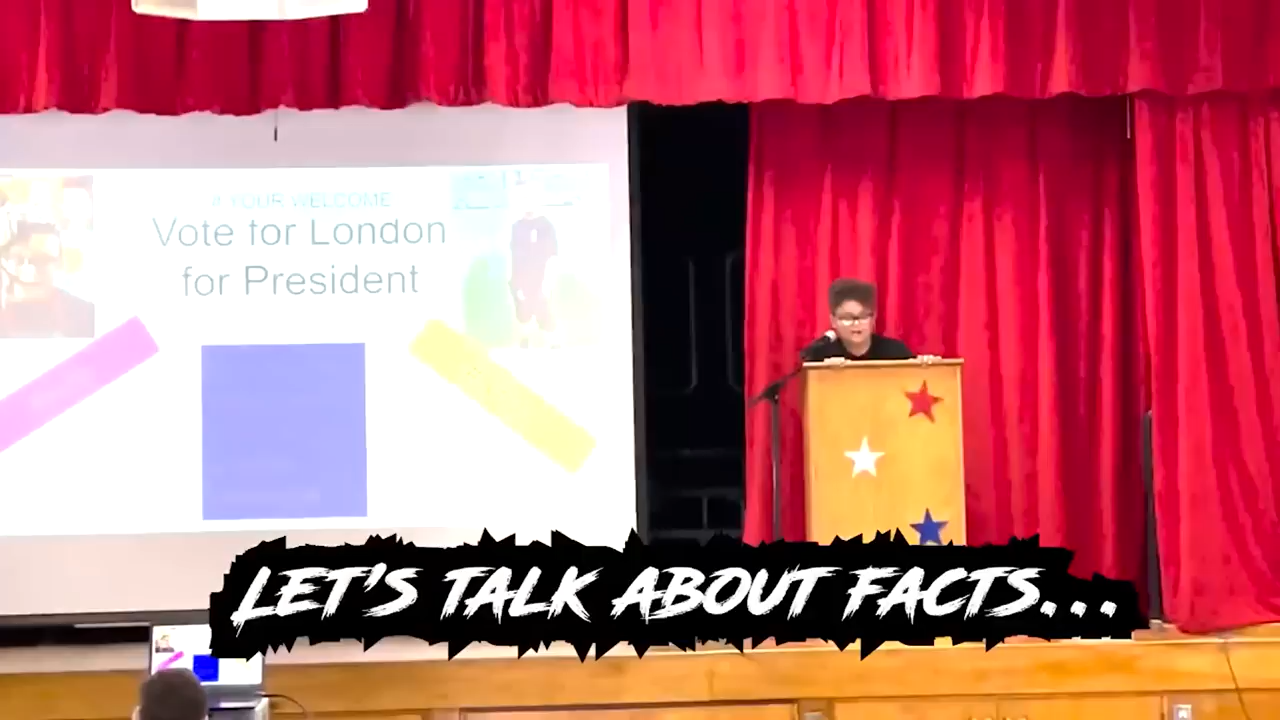 # YOUR WELCOME
Vote for London
for President
LET'S TALK ABOUT FACTS...